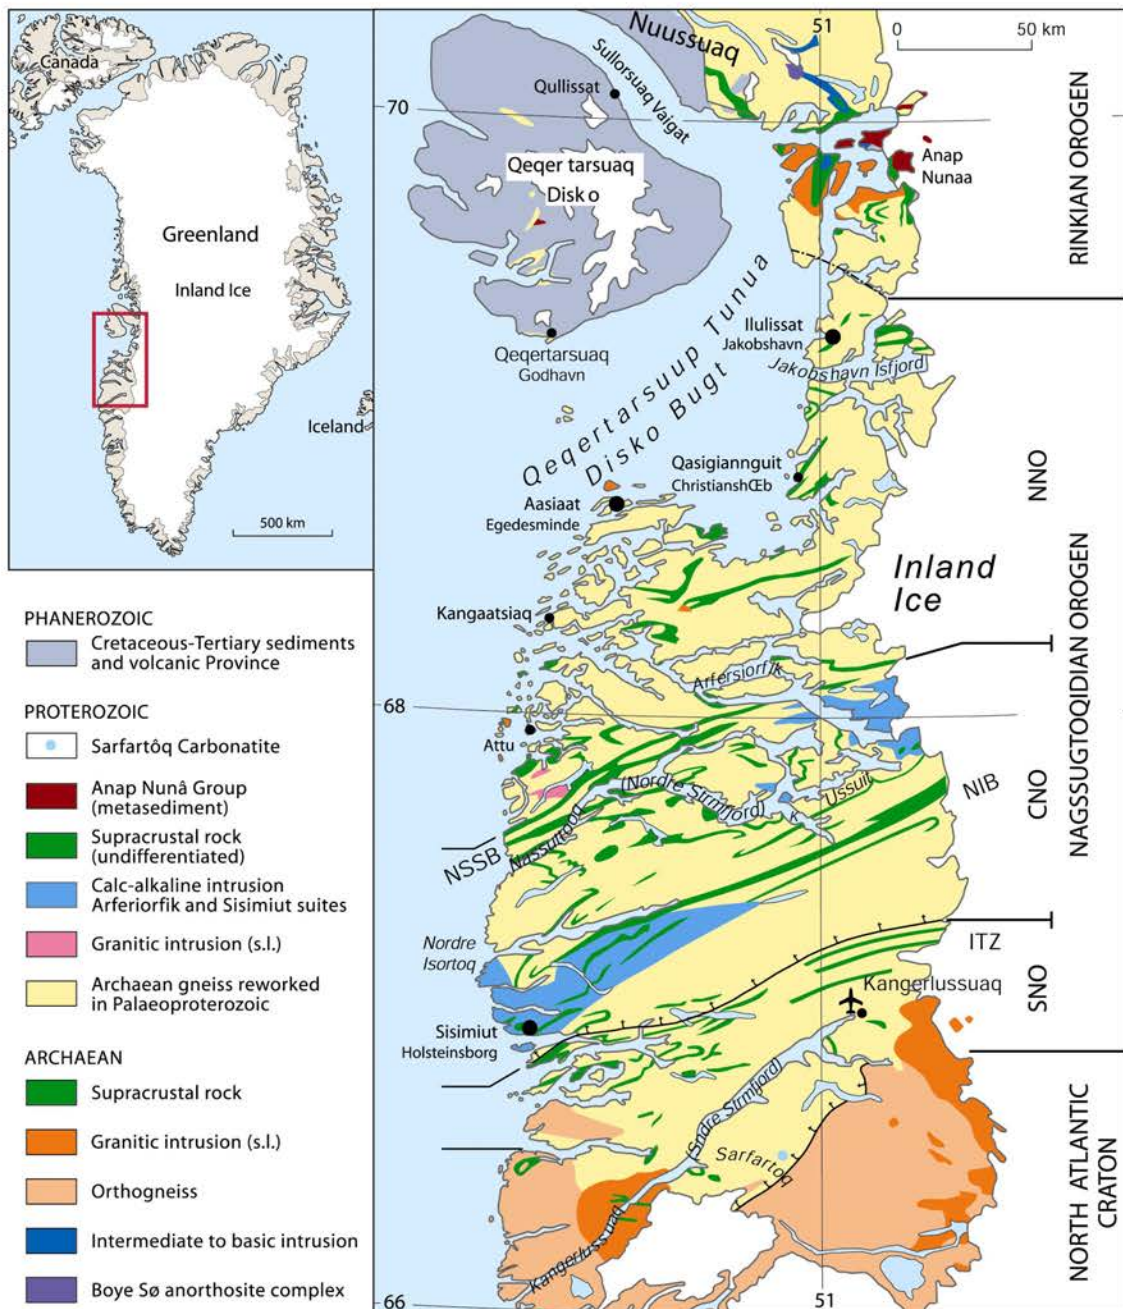 Canada
Greenland
Inland Ice
Iceland
500 km
PHANEROZOIC
Cretaceous-Tertiary sediments
and volcanic Province
PROTEROZOIC
Sarfartôq Carbonatite
Anap Nunâ Group
(metasediment)
Supracrustal rock
(undifferentiated)
Calc-alkaline intrusion
Arferiorfik and Sisimiut suites
Granitic intrusion (s.l.)
Archaean gneiss reworked
in Palaeoproterozoic
ARCHAEAN
Supracrustal rock
Granitic intrusion (s.l.)
Orthogneiss
Intermediate to basic intrusion
Boye Sø anorthosite complex
Nuussuaq
51
0
50 km
Sullorsuaq Vaigat
Qullissat
70
Qeqer tarsuaq
Disko
Anap
Nunaa
Qeqertarsuaq
Godhavn
Ilulissat
Jakobshavn
Jakobshavn Isfjord
Qeqertarsuup Tunua
Disko Bugt
Qasigiannguit
ChristianshŒb
Aasiaat
Egedesminde
Inland
Ice
Kangaatsiaq
Arfersiorfik
68
Attu
(Nordre Strmfjord)
Ussuit
NIB
K
NSSB
Nassuttooq
Nordre
Isortoq
ITZ
Kangerlussuaq
Sisimiut
Holsteinsborg
(Sndre Strmfjord)
Sarfartoq
Kangerlussuaq
66
51
RINKIAN OROGEN
NNO
NAGSSUGTOQIDIAN OROGEN
CNO
SNO
NORTH ATLANTIC
CRATON